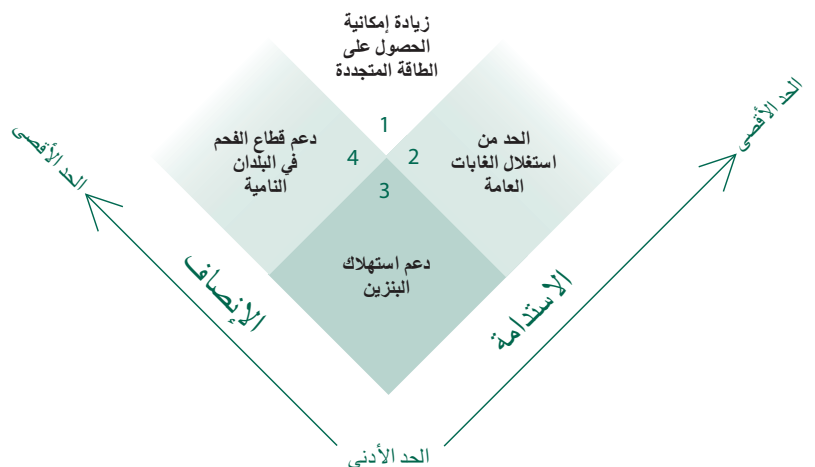 زيادة إمكانية
الحصول على
الطاقة المتجددة
1
الحد من
استغلال الغابات
العامة
2
دعم استهلاك
البنزين
3
دعم قطاع الفحم
في البلدان
النامية
4
الحد الأقصى
الحد الأقصى
الاستدامة
الإنصاف
الحد الأدنى